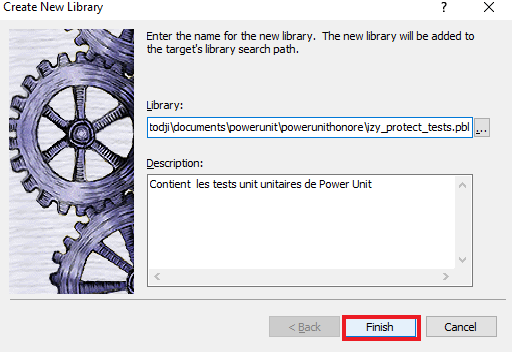 Create New Library
Enter the name for the new library. The new library will be added to
the target's library search path.
Library:
todji\documents\powerunit\powerunithonore\izy_protect_tests.pbl
...
Description:
Contient les tests unit unitaires de Power Unit
< Back
Finish
Cancel